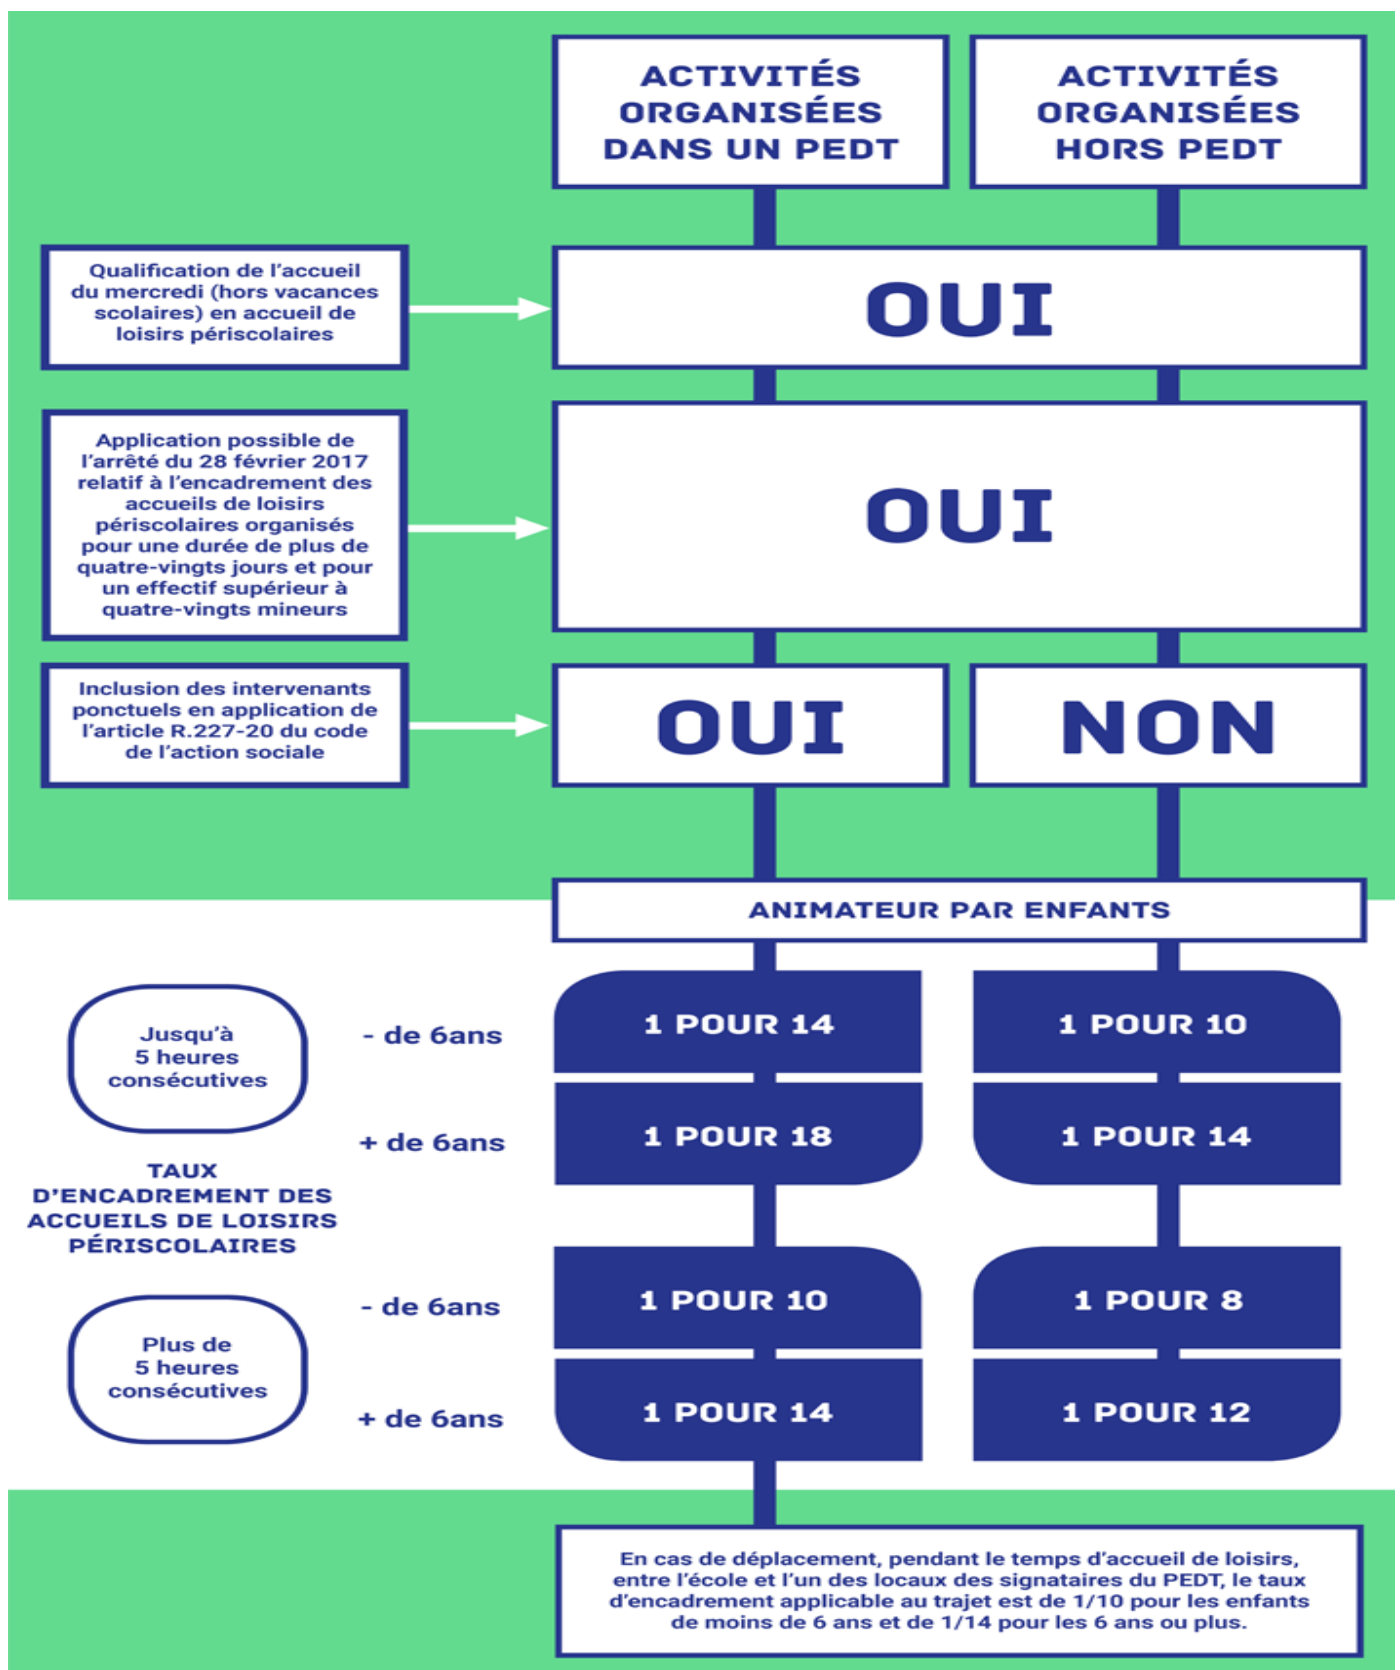 ACTIVITÉS
ORGANISÉES
DANS UN PEDT
ACTIVITÉS
ORGANISÉES
HORS PEDT
Qualification de l'accueil
du mercredi (hors vacances
scolaires) en accueil de
loisirs périscolaires
OUI
Application possible de
l'arrêté du 28 février 2017
relatif à l'encadrement des
accueils de loisirs
périscolaires organisés
pour une durée de plus de
quatre-vingts jours et pour
un effectif supérieur à
quatre-vingts mineurs
OUI
Inclusion des intervenants
ponctuels en application de
l'article R.227-20 du code
de l'action sociale
OUI
NON
ANIMATEUR PAR ENFANTS
Jusqu'à
5 heures
consécutives
- de 6ans
1 POUR 14
1 POUR 10
+ de 6ans
1 POUR 18
1 POUR 14
TAUX
D'ENCADREMENT DES
ACCUEILS DE LOISIRS
PÉRISCOLAIRES
Plus de
5 heures
consécutives
- de 6ans
1 POUR 10
1 POUR 8
+ de 6ans
1 POUR 14
1 POUR 12
En cas de déplacement, pendant le temps d'accueil de loisirs,
entre l'école et l'un des locaux des signataires du PEDT, le taux
d'encadrement applicable au trajet est de 1/10 pour les enfants
de moins de 6 ans et de 1/14 pour les 6 ans ou plus.